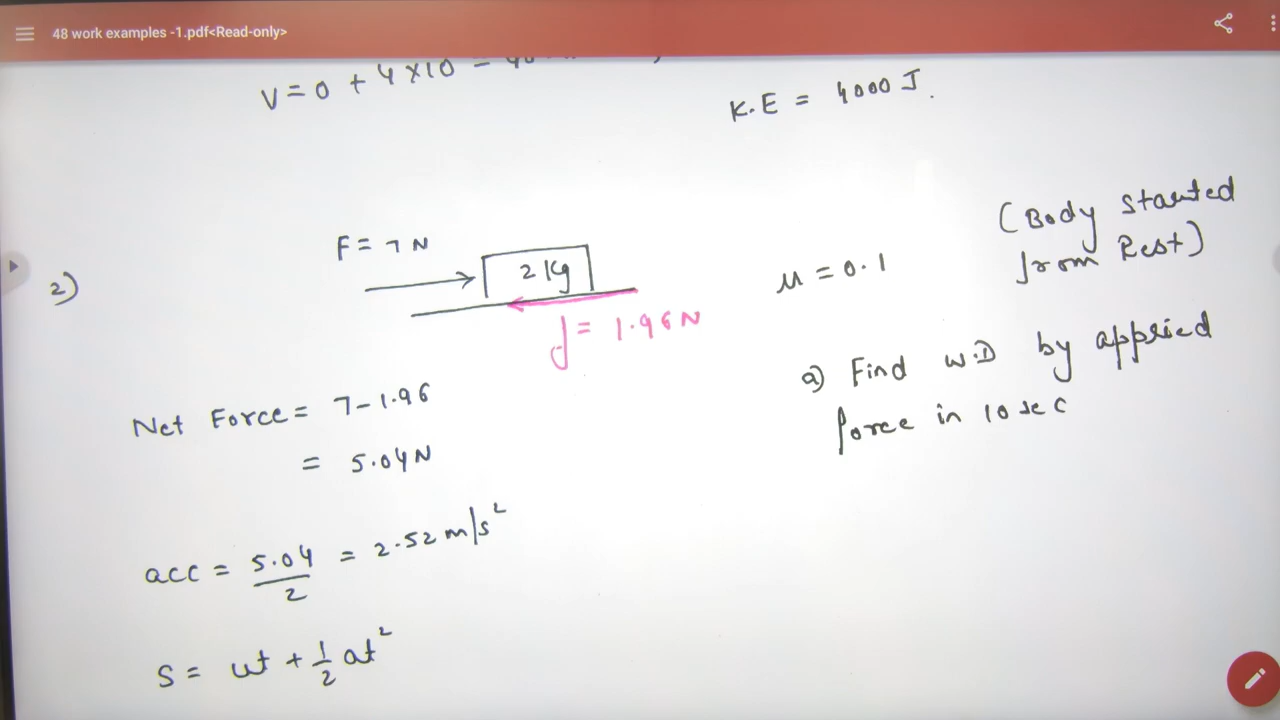 48 work examples -1.pdf<Read-only>
V = 0 + 4 × 10 -
K.E = 4000 J.
(Body started
from Rest)
2)
F = 7 N
2 Kg
μ = 0.1
f = 1.96 N
a) Find W.D by applied
force in 10 sec
Net Force = 7 - 1.96
= 5.04 N
acc = 5.04/2 = 2.52 m/s²
S = ut + 1/2 at²